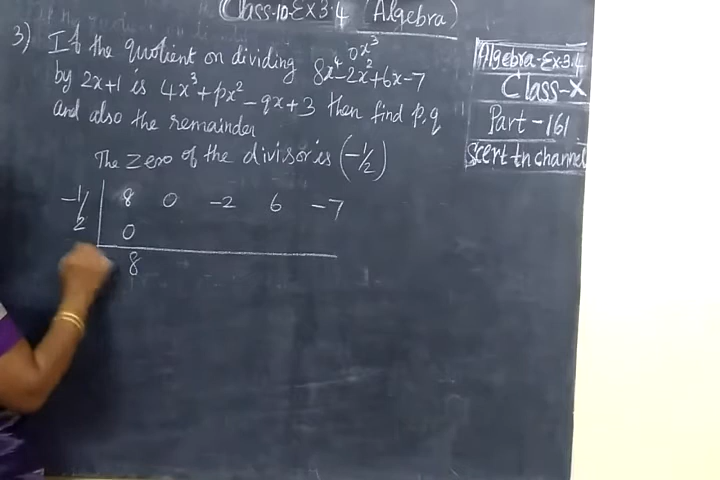 Class-10-EX 3.4 (Algebra)
3) If the quotient on dividing 8x⁴ 0x³ -2x²+6x-7
by 2x+1 is 4x³+px²-qx+3 then find p,q
and also the remainder
The zero of the divisor is (-1/2)
-1/2 8 0 -2 6 -7
0
8
Algebra-Ex 3.4
Class-X
Part-161
Scert tn channel